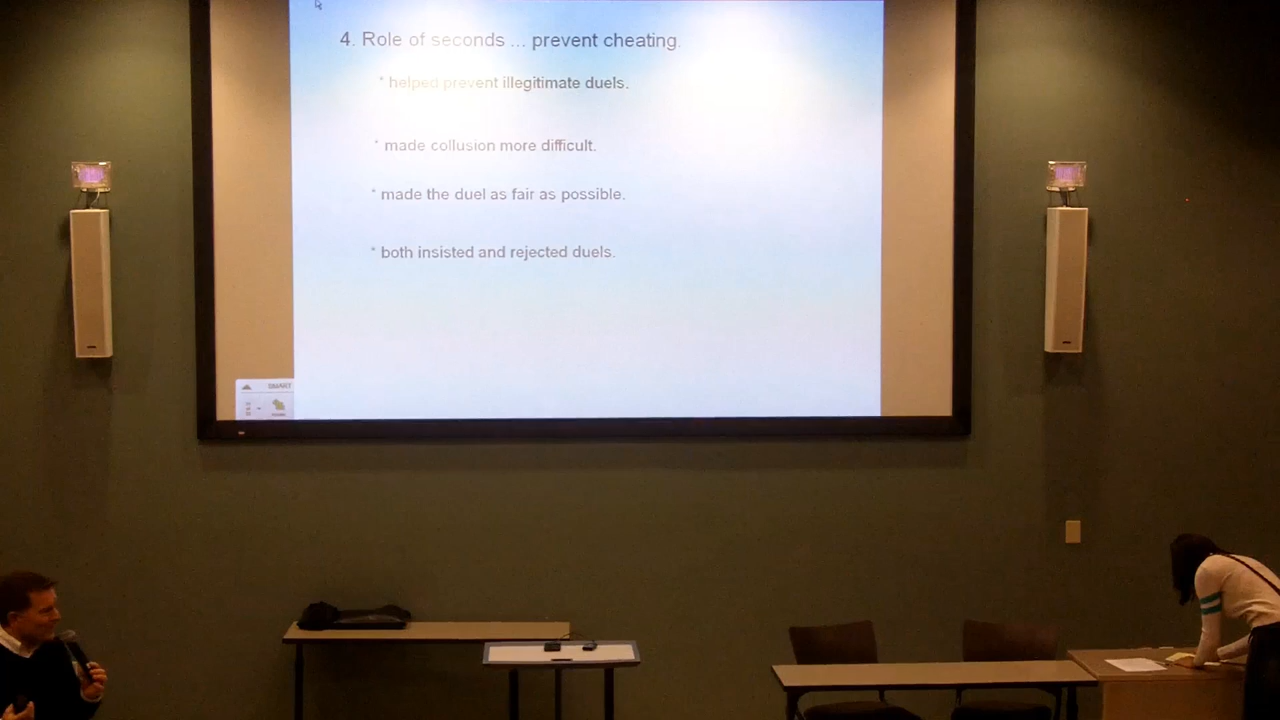 4. Role of seconds ... prevent cheating.
* helped prevent illegitimate duels.
* made collusion more difficult.
* made the duel as fair as possible.
* both insisted and rejected duels.
SMART